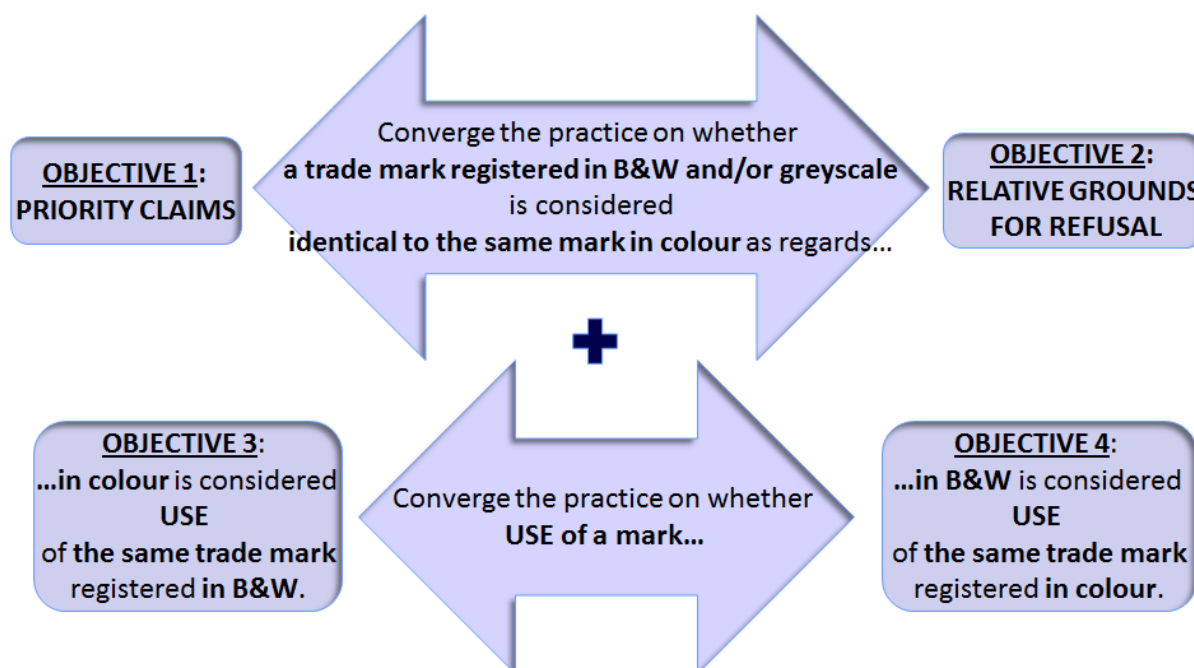 Converge the practice on whether
a trade mark registered in B&W and/or greyscale
is considered
identical to the same mark in colour as regards...
OBJECTIVE 1:
PRIORITY CLAIMS
OBJECTIVE 2:
RELATIVE GROUNDS
FOR REFUSAL
OBJECTIVE 3:
...in colour is considered
USE
of the same trade mark
registered in B&W.
Converge the practice on whether
USE of a mark...
OBJECTIVE 4:
...in B&W is considered
USE
of the same trade mark
registered in colour.